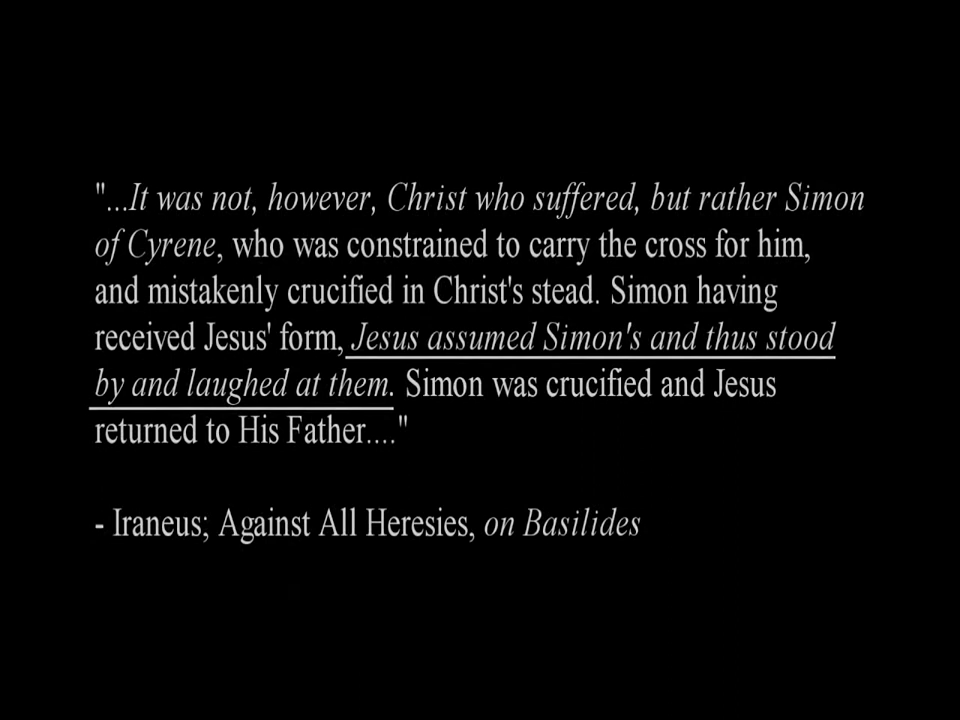 "...It was not, however, Christ who suffered, but rather Simon
of Cyrene, who was constrained to carry the cross for him,
and mistakenly crucified in Christ's stead. Simon having
received Jesus' form, Jesus assumed Simon's and thus stood
by and laughed at them. Simon was crucified and Jesus
returned to His Father...."
- Iraneus; Against All Heresies, on Basilides